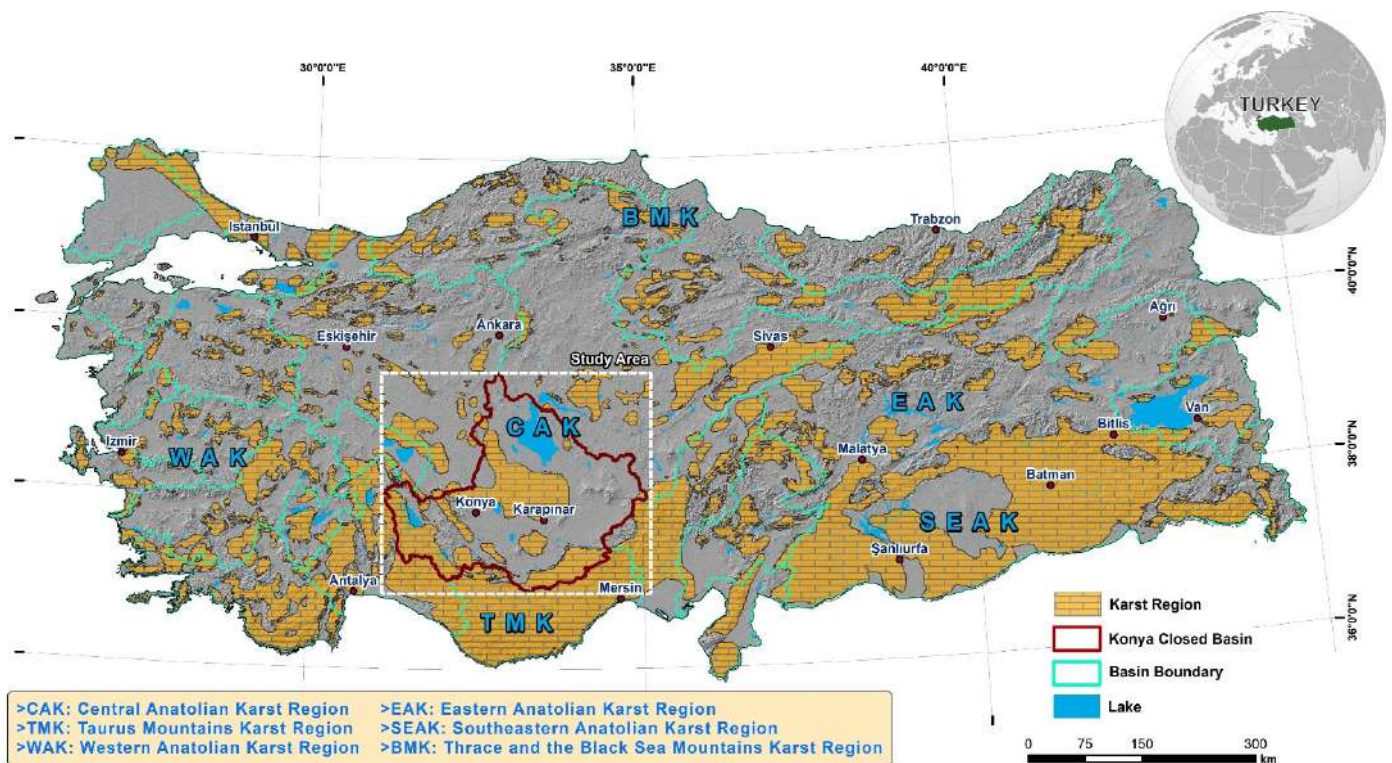 30°0'0"E
35°0'0"E
40°0'0"E
TURKEY
BMK
Trabzon
Istanbul
40°0'0"N
Ağrı
Eskişehir
Ankara
Sivas
Study Area
EAK
Van
CAK
Bitlis
38°0'0"N
Izmir
WAK
Malatya
Batman
Konya
Karapınar
SEAK
Şanlıurfa
Antalya
Mersin
TMK
36°0'0"N
Karst Region
Konya Closed Basin
Basin Boundary
Lake
>CAK: Central Anatolian Karst Region
>EAK: Eastern Anatolian Karst Region
>TMK: Taurus Mountains Karst Region
>SEAK: Southeastern Anatolian Karst Region
>WAK: Western Anatolian Karst Region
>BMK: Thrace and the Black Sea Mountains Karst Region
0 75 150 300
km